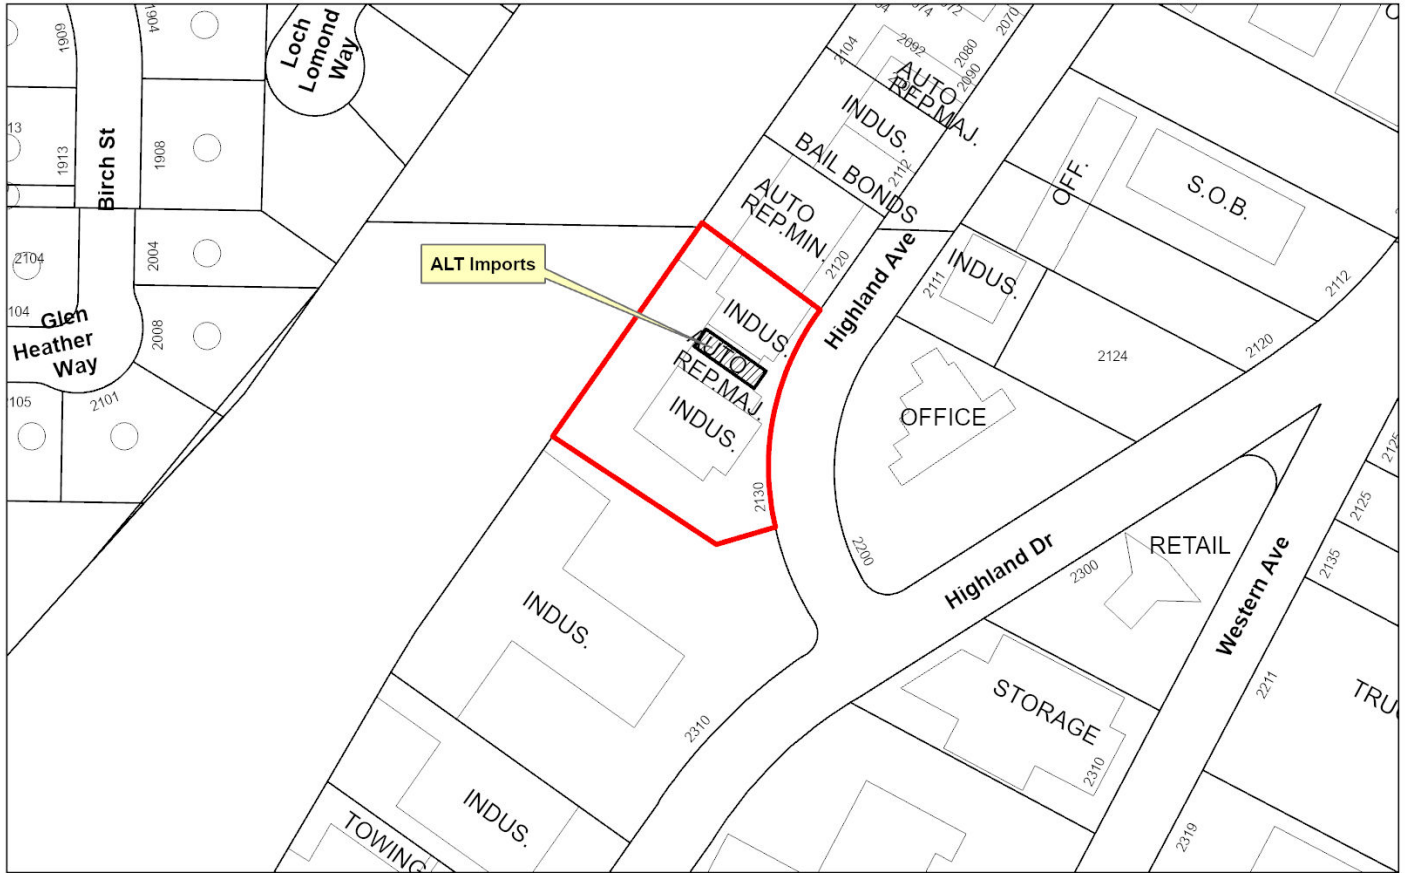 1909
1904
Loch
Lomond
Way
13
1913
Birch St
1908
2104
2004
104
Glen
Heather
Way
2008
105
2101
ALT Imports
2104
2092
2074
2072
2070
2080
2090
AUTO
REP.MAJ.
INDUS.
BAIL BONDS
2112
AUTO
REP.MIN.
2120
Highland Ave
INDUS.
AUTO
REP.MAJ.
INDUS.
2130
OFF.
S.O.B.
INDUS.
2111
2112
2124
2120
OFFICE
2200
Highland Dr
2300
RETAIL
Western Ave
2125
2125
2135
2211
TRU
INDUS.
2310
STORAGE
2310
INDUS.
TOWING
2319